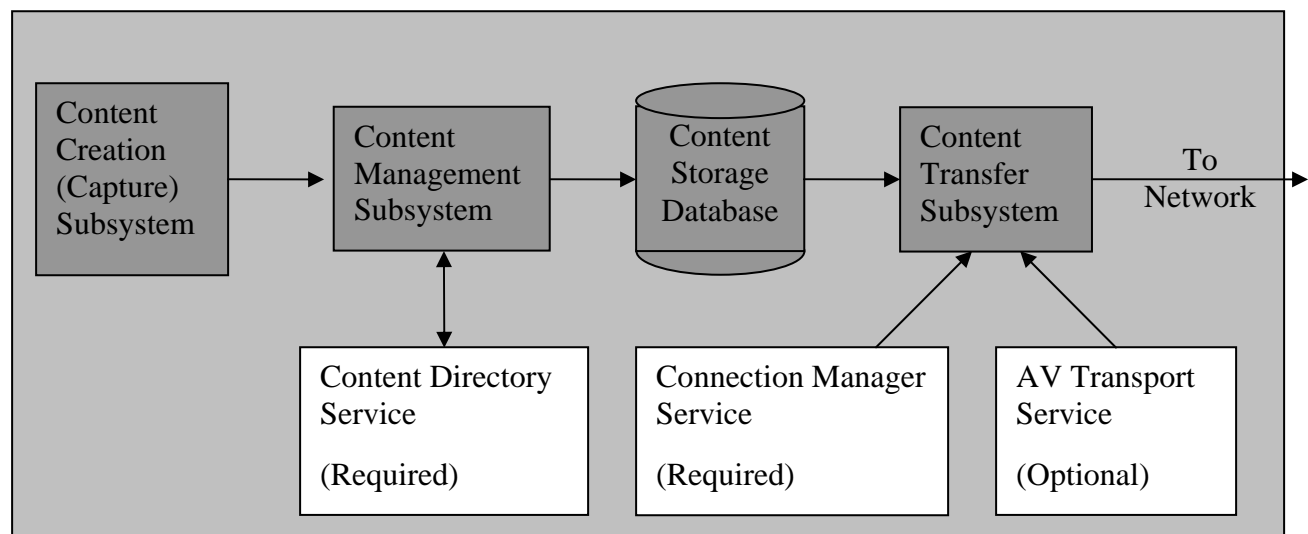 Content
Creation
(Capture)
Subsystem
Content
Management
Subsystem
Content
Storage
Database
Content
Transfer
Subsystem
To
Network
Content Directory
Service
(Required)
Connection Manager
Service
(Required)
AV Transport
Service
(Optional)